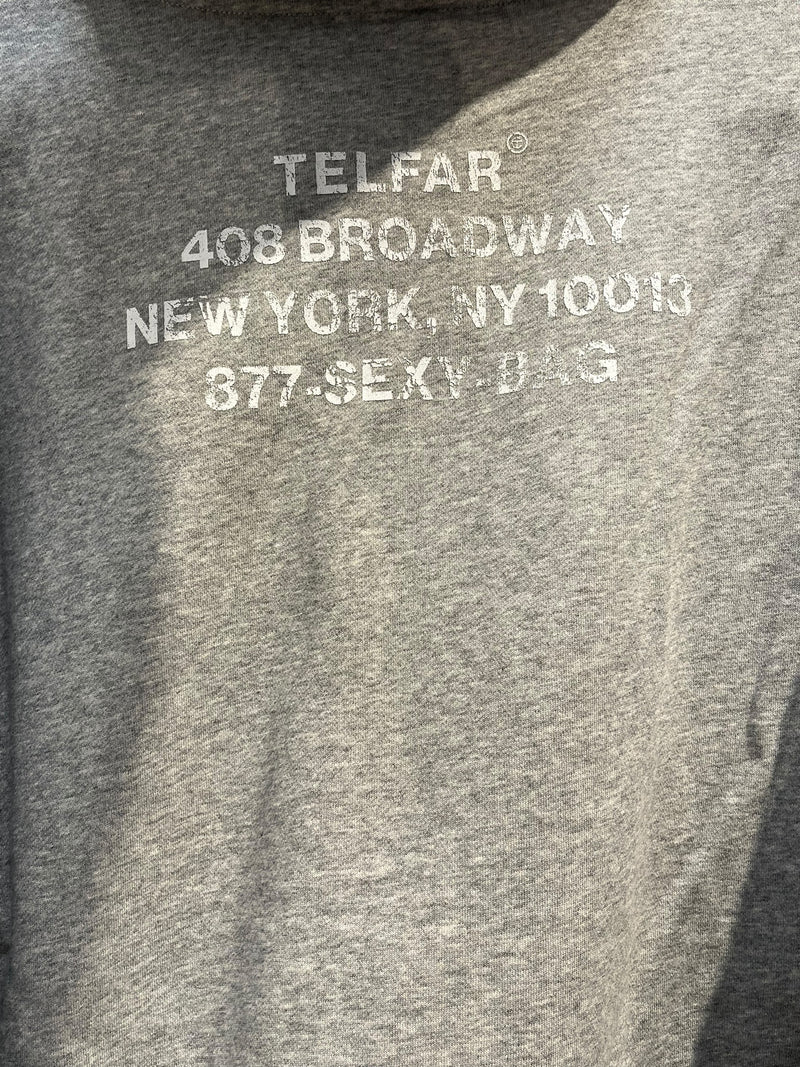 TELFAR
408 BROADWAY
NEW YORK, NY 10013
877-SEXY-BAG